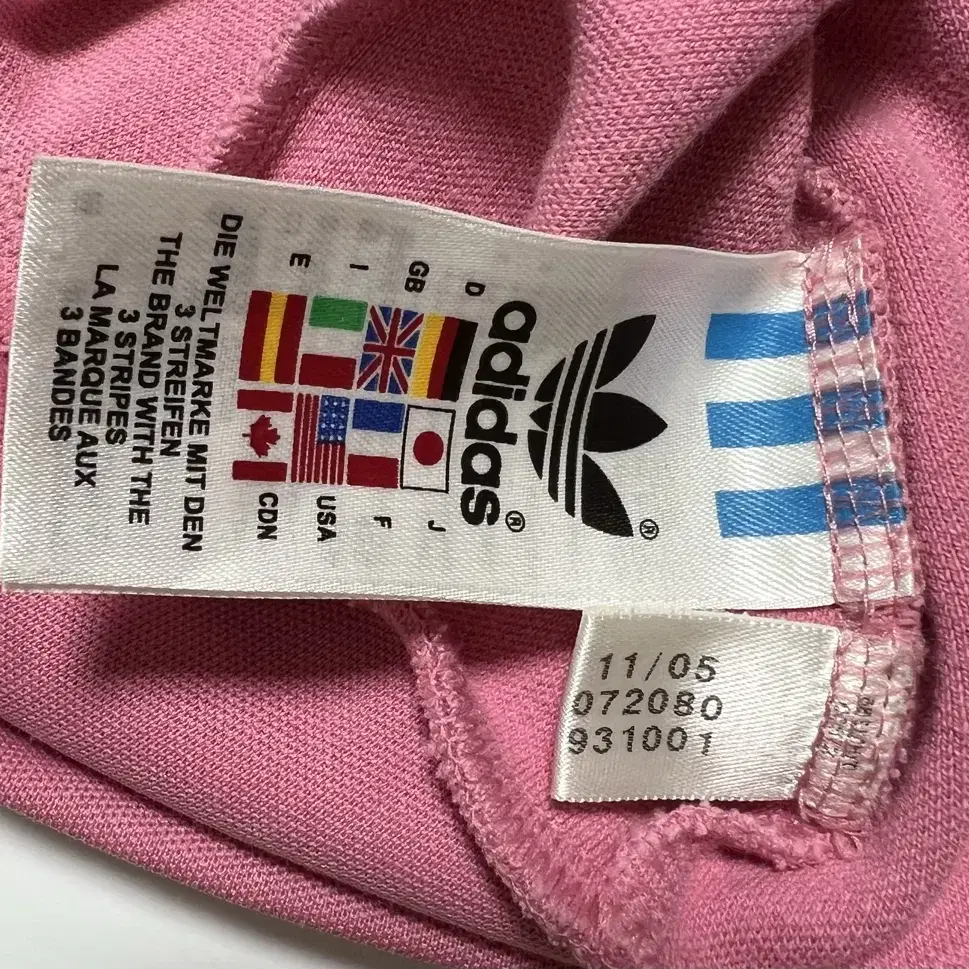 ®
adidas®
D
J
GB
F
I
USA
E
CDN
DIE WELTMARKE MIT DEN
3 STREIFEN
THE BRAND WITH THE
3 STRIPES
LA MARQUE AUX
3 BANDES
11/05
072080
931001